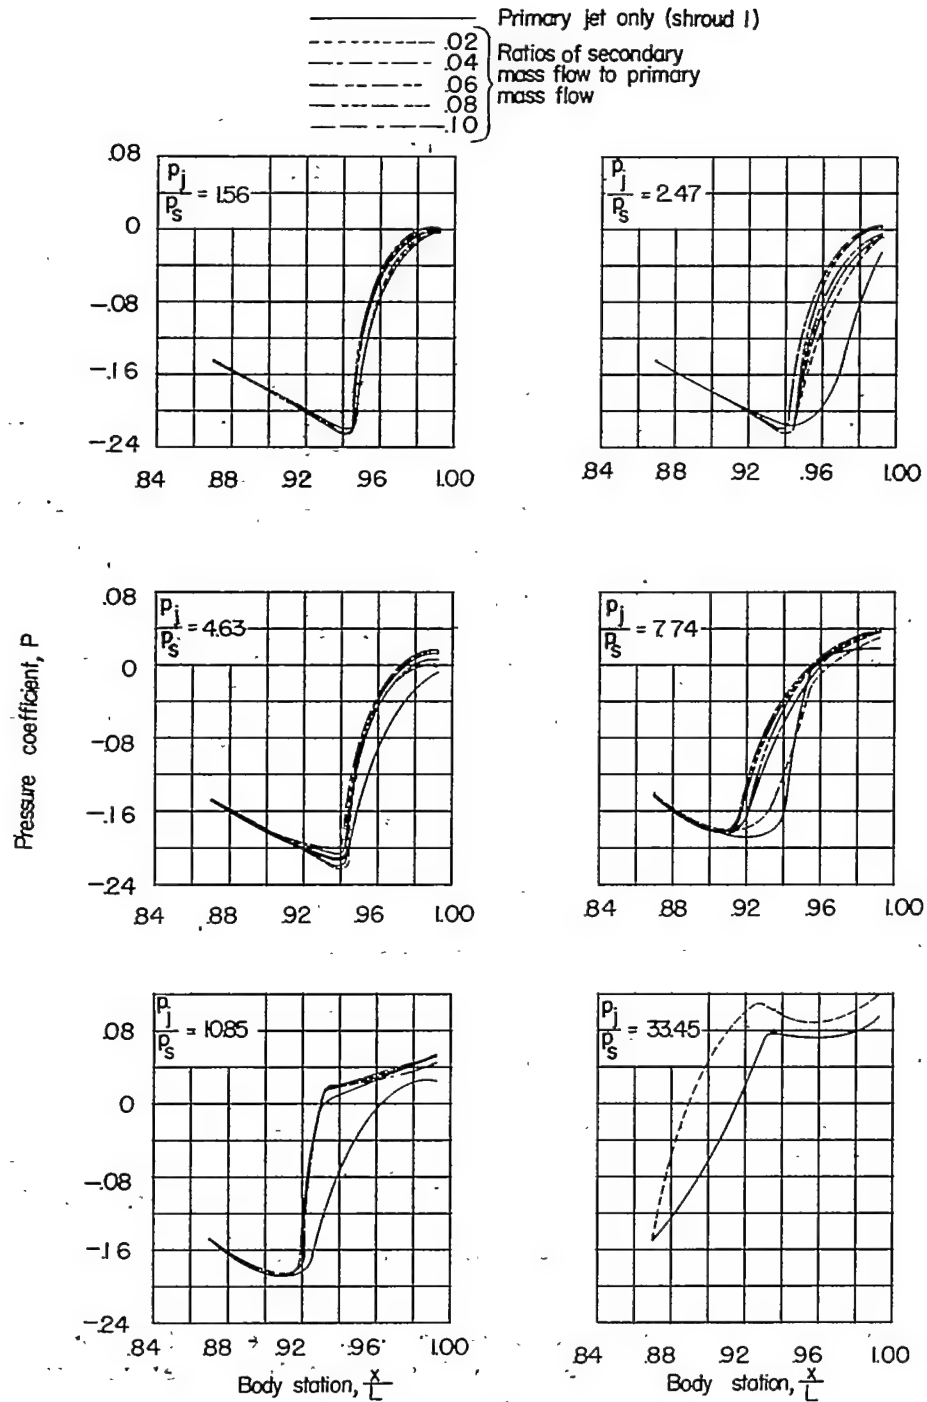 Primary jet only (shroud 1)
.02
.04
.06
.08
.10
Ratios of secondary
mass flow to primary
mass flow
.08
0
-.08
-.16
-.24
.84 .88 .92 .96 1.00
pj/ps = 1.56
.84 .88 .92 .96 1.00
pj/ps = 2.47
Pressure coefficient, P
.08
0
-.08
-.16
-.24
.84 .88 .92 .96 1.00
pj/ps = 4.63
.84 .88 .92 .96 1.00
pj/ps = 7.74
.08
0
-.08
-.16
-.24
.84 .88 .92 .96 1.00
pj/ps = 10.85
Body station, x/L
.84 .88 .92 .96 1.00
pj/ps = 33.45
Body station, x/L